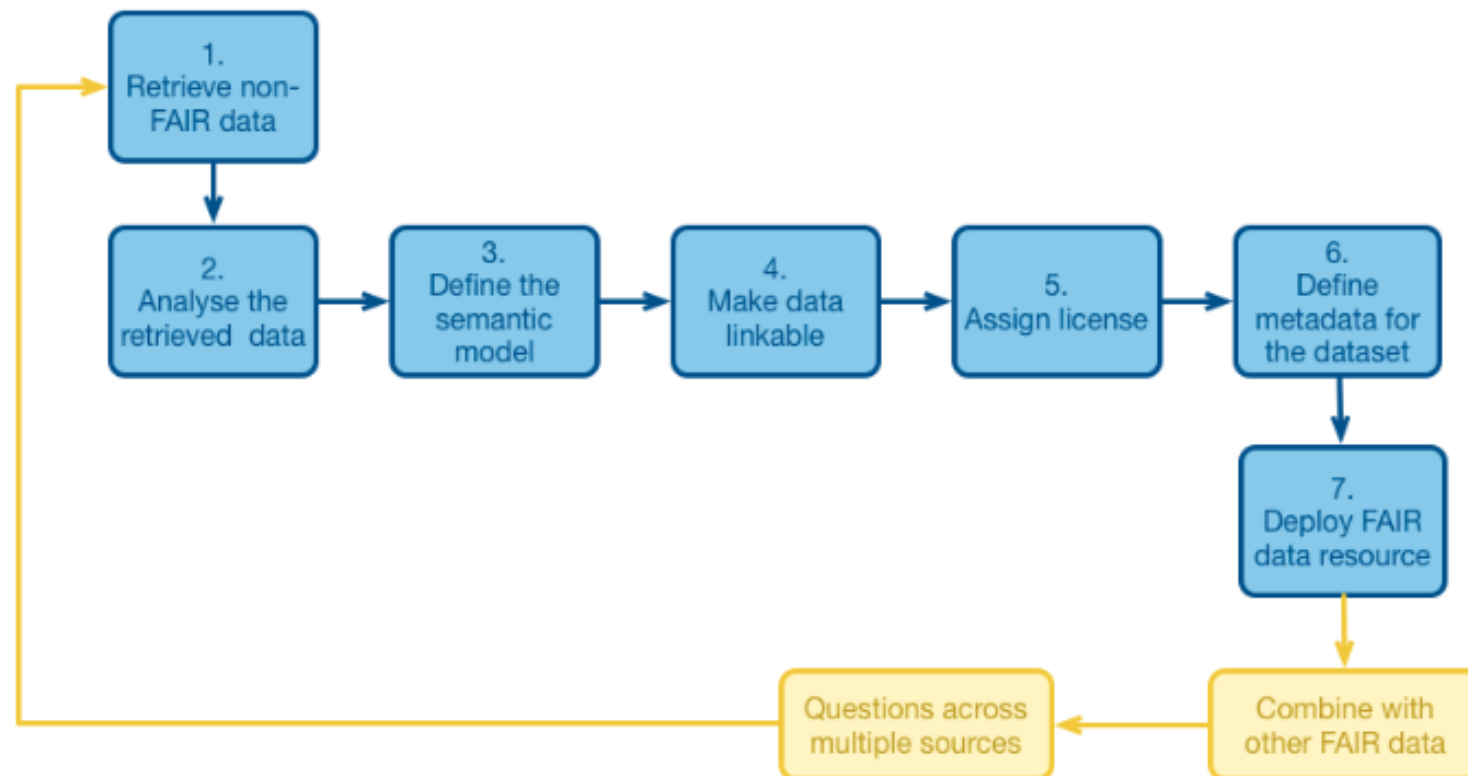 1.
Retrieve non-
FAIR data
2.
Analyse the
retrieved data
3.
Define the
semantic
model
4.
Make data
linkable
5.
Assign license
6.
Define
metadata for
the dataset
7.
Deploy FAIR
data resource
Combine with
other FAIR data
Questions across
multiple sources